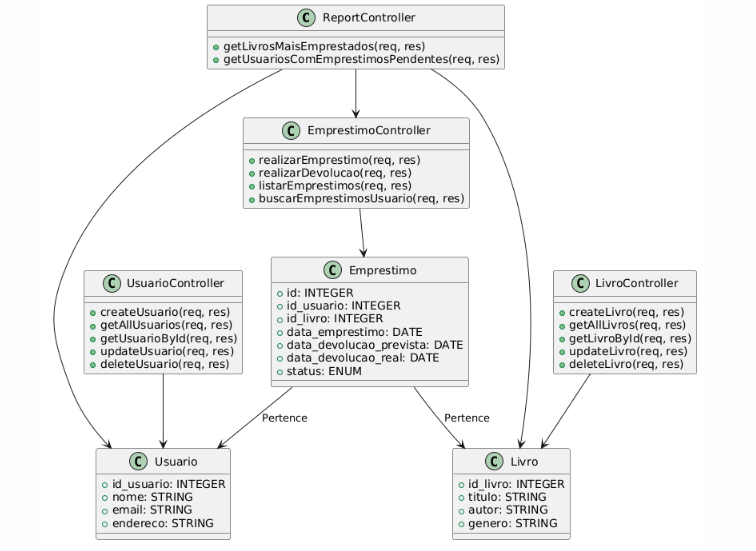 C ReportController
getLivrosMaisEmprestados(req, res)
getUsuariosComEmprestimosPendentes(req, res)
C EmprestimoController
realizarEmprestimo(req, res)
realizarDevolucao(req, res)
listarEmprestimos(req, res)
buscarEmprestimosUsuario(req, res)
C UsuarioController
createUsuario(req, res)
getAllUsuarios(req, res)
getUsuarioById(req, res)
updateUsuario(req, res)
deleteUsuario(req, res)
C Emprestimo
id: INTEGER
id_usuario: INTEGER
id_livro: INTEGER
data_emprestimo: DATE
data_devolucao_prevista: DATE
data_devolucao_real: DATE
status: ENUM
C LivroController
createLivro(req, res)
getAllLivros(req, res)
getLivroById(req, res)
updateLivro(req, res)
deleteLivro(req, res)
Pertence
Pertence
C Usuario
id_usuario: INTEGER
nome: STRING
email: STRING
endereco: STRING
C Livro
id_livro: INTEGER
titulo: STRING
autor: STRING
genero: STRING